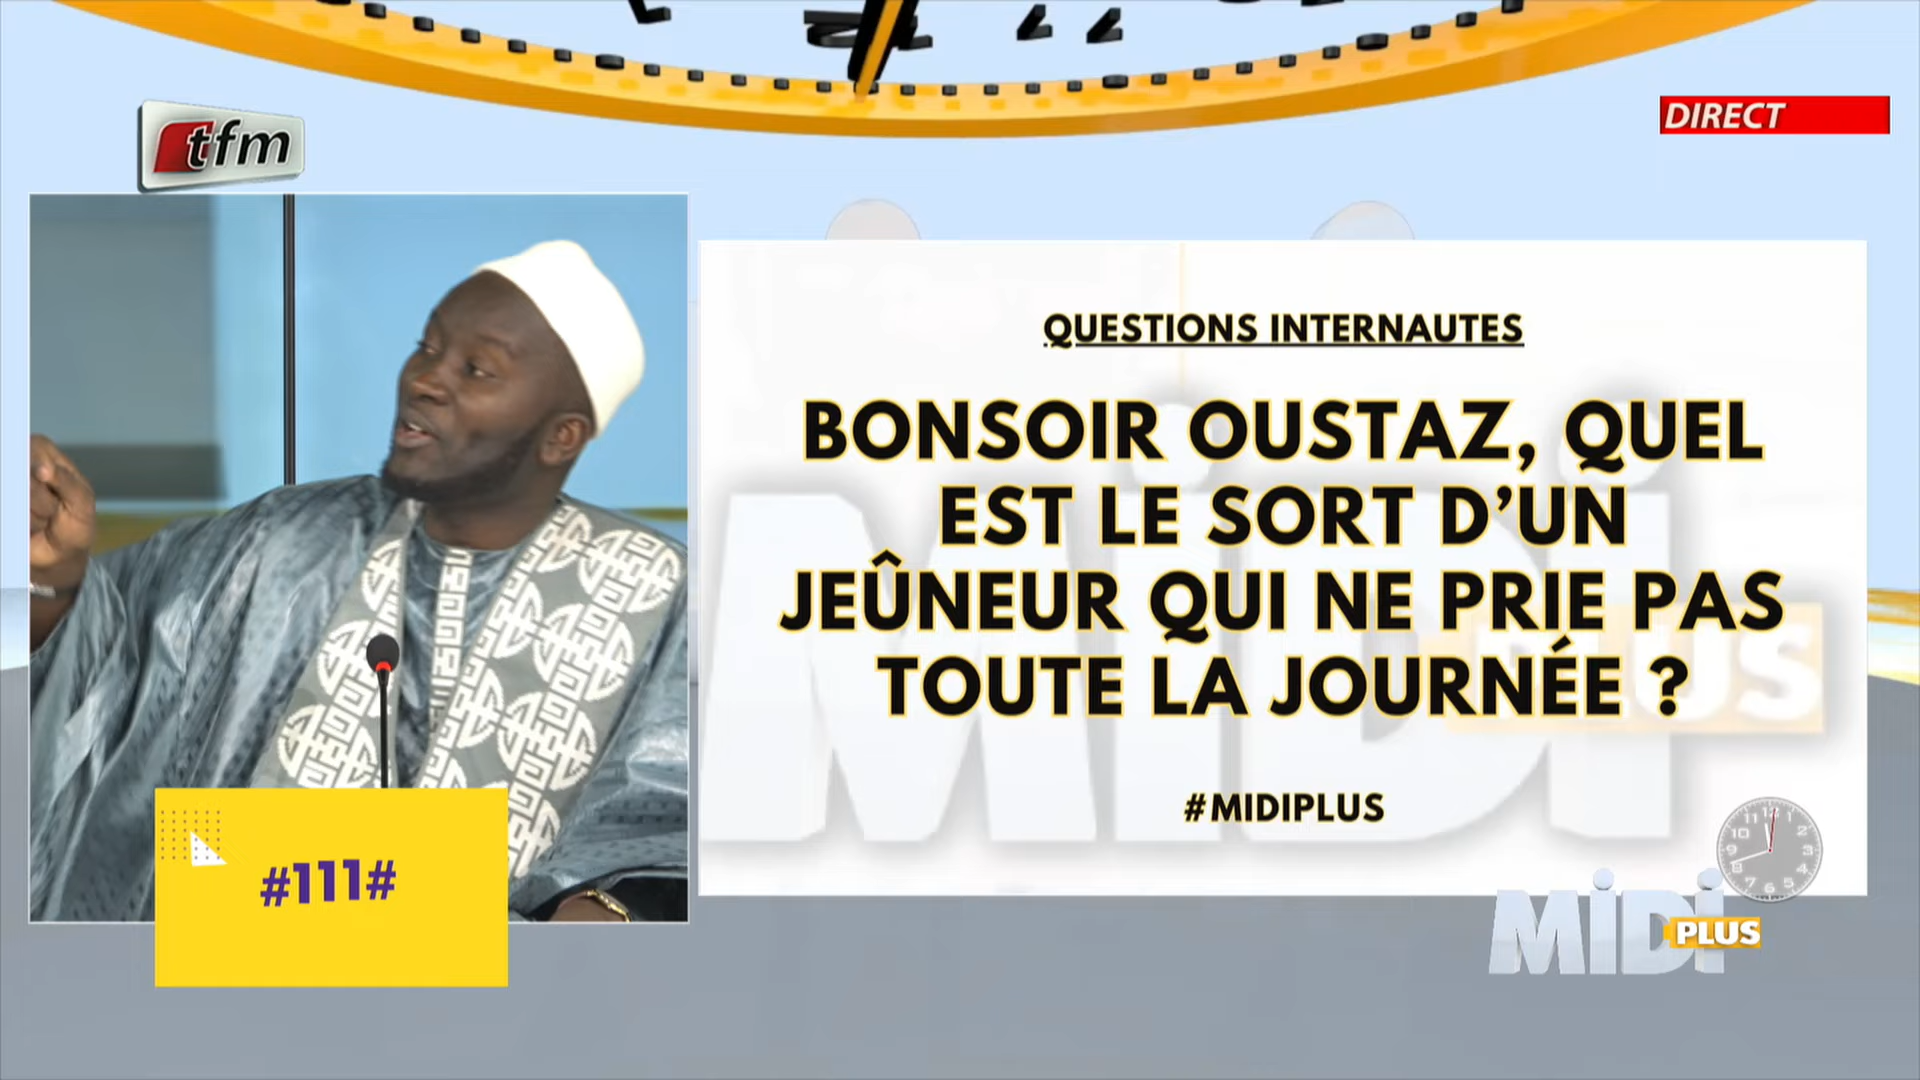 tfm
DIRECT
QUESTIONS INTERNAUTES
BONSOIR OUSTAZ, QUEL
EST LE SORT D’UN
JEÛNEUR QUI NE PRIE PAS
TOUTE LA JOURNÉE ?
#MIDIPLUS
#111#
MiDi
PLUS